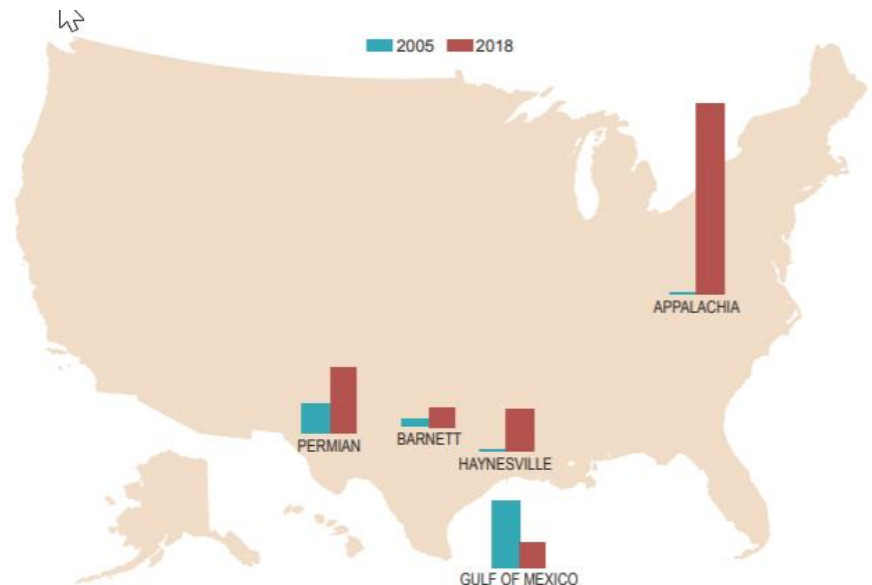 2005 2018
APPALACHIA
PERMIAN
BARNETT
HAYNESVILLE
GULF OF MEXICO